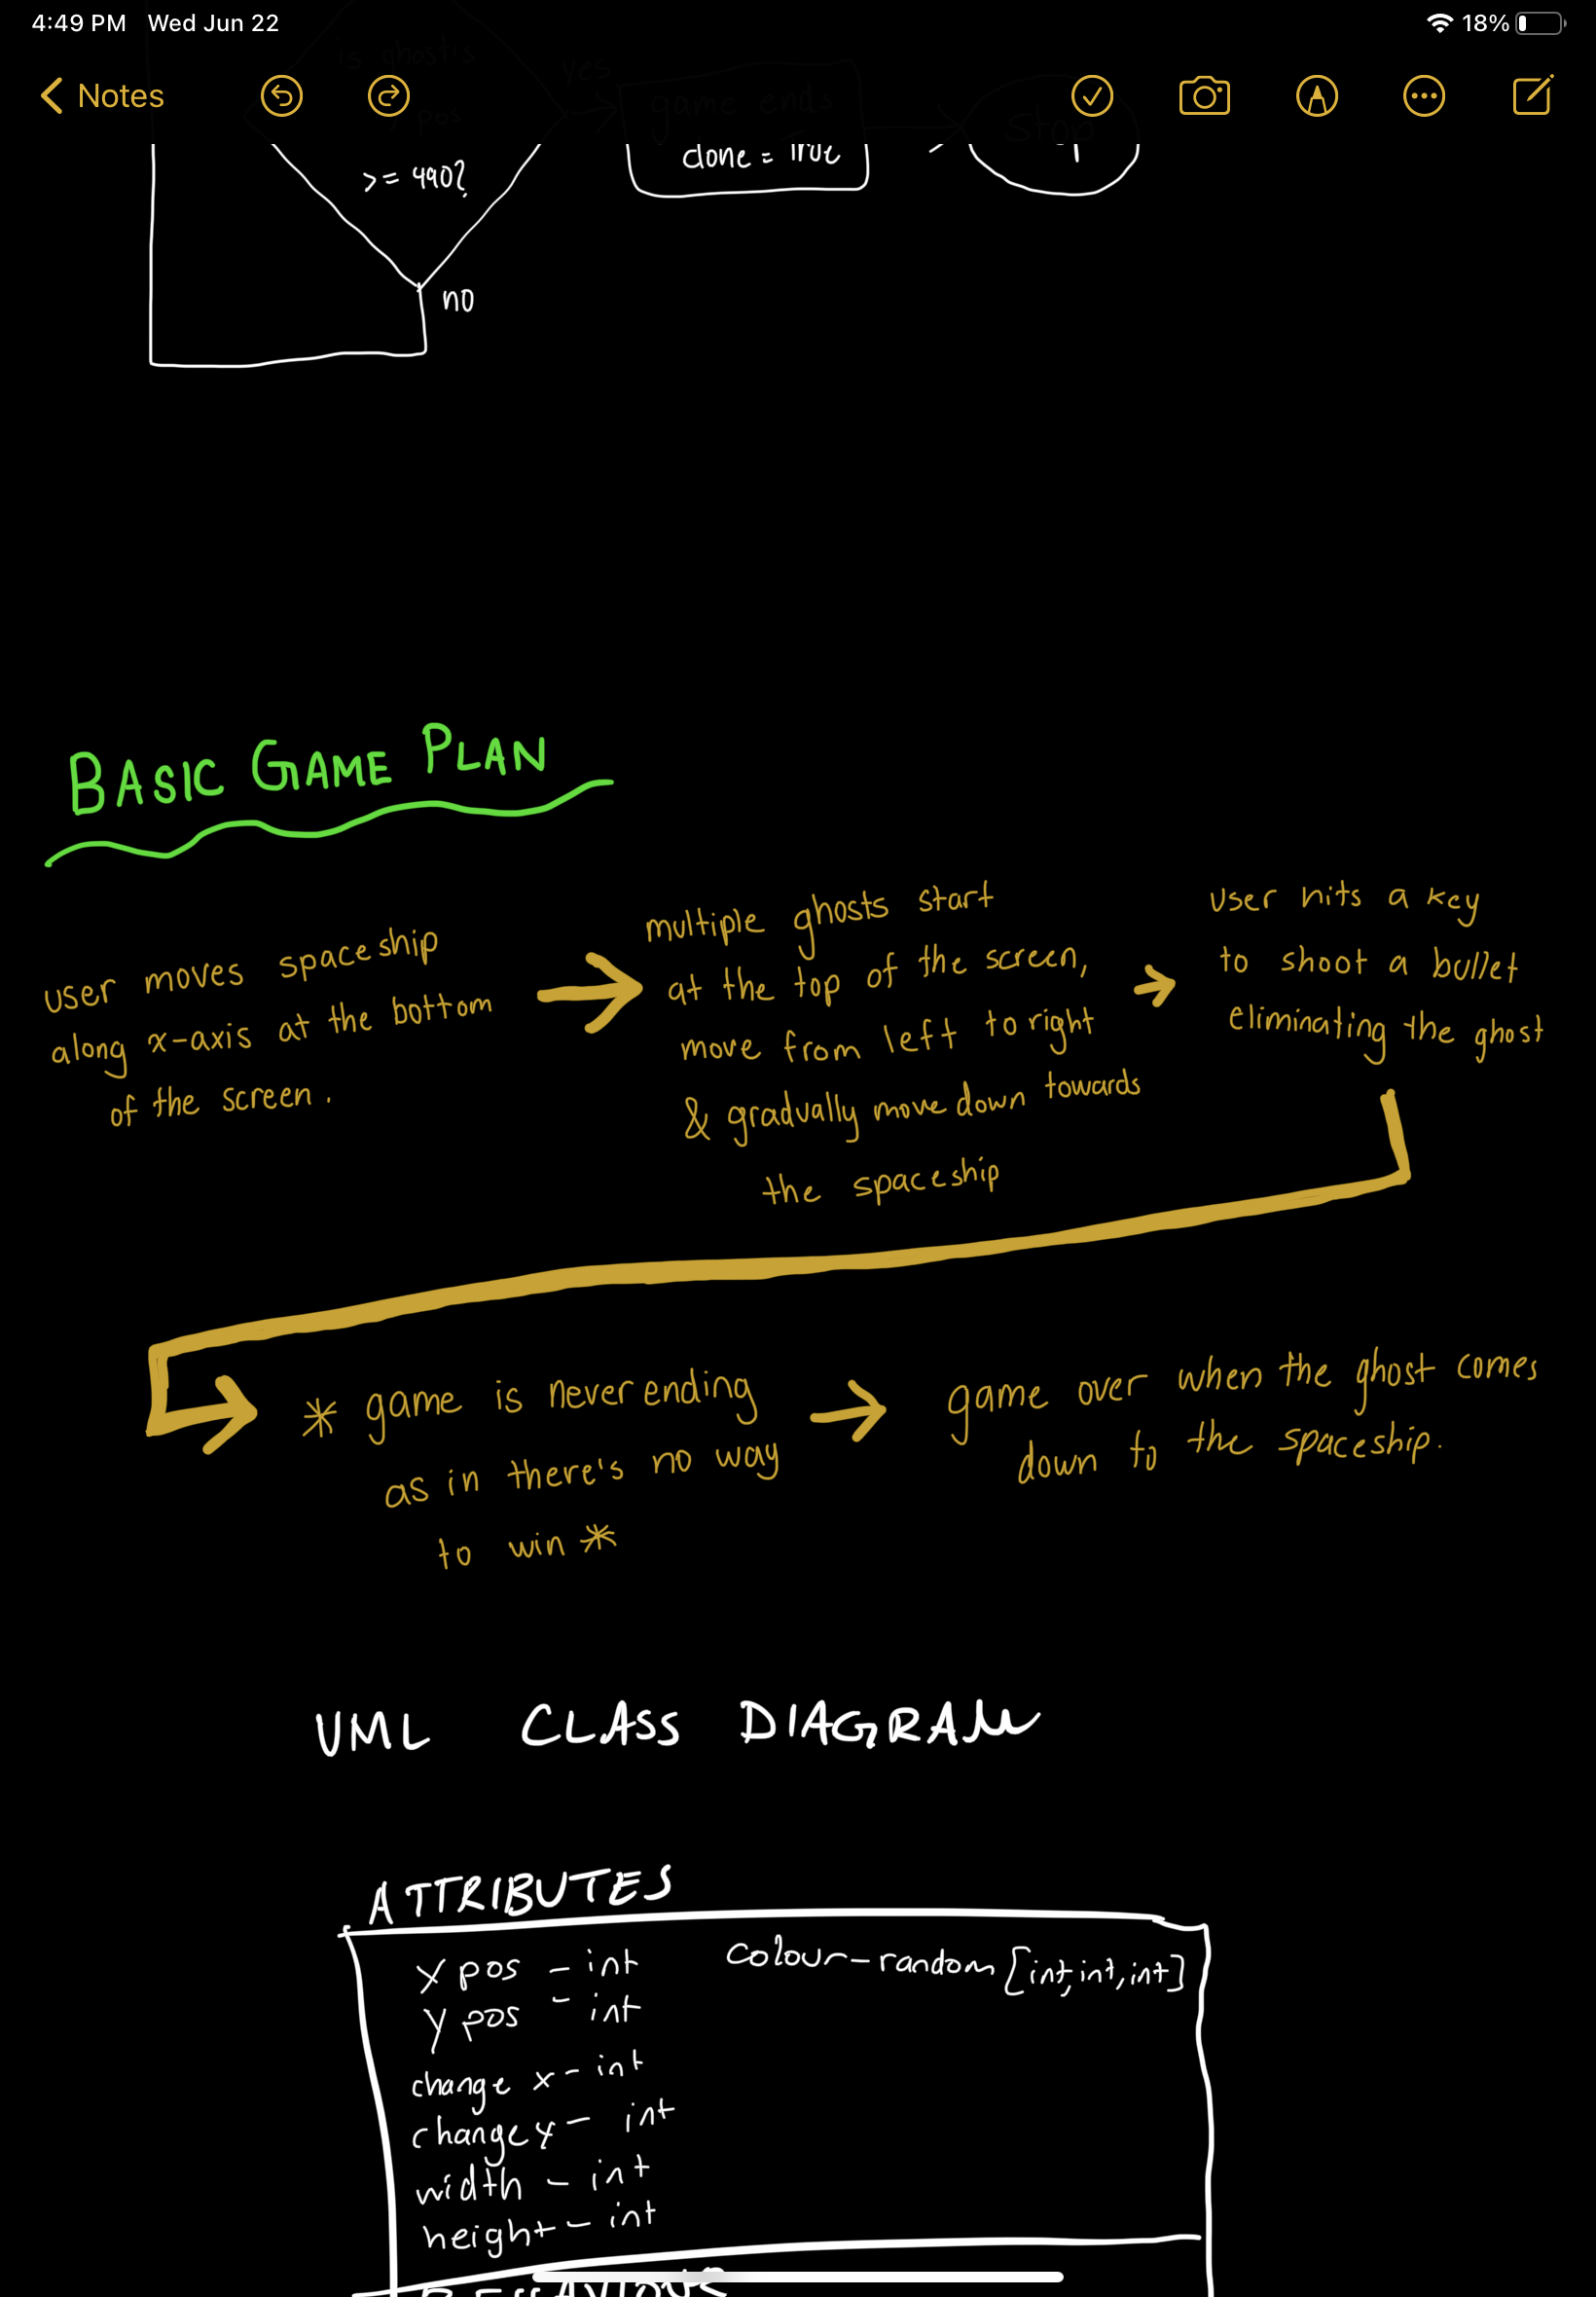 4:49 PM Wed Jun 22
18%
Notes
is ghost's
pos
>= 490?
yes
game ends
done = True
Stop
no
BASIC GAME PLAN
user moves spaceship
along x-axis at the bottom
of the screen.
multiple ghosts start
at the top of the screen,
move from left to right
& gradually move down towards
the spaceship
user hits a key
to shoot a bullet
eliminating the ghost
* game is never ending
as in there's no way
to win *
game over when the ghost comes
down to the spaceship.
UML CLASS DIAGRAM
ATTRIBUTES
x pos - int
y pos - int
change x - int
change y - int
width - int
height - int
colour - random [int, int, int]